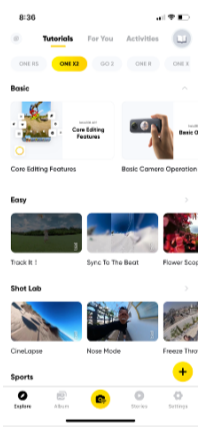 8:36
Tutorials For You Activities
ONE RS ONE X2 GO 2 ONE R ONE X
Basic
Core Editing
Features
Basic
Core Editing Features Basic Camera Operation
Easy
Track It ! Sync To The Beat Flower Scop
Shot Lab
CineLapse Nose Mode Freeze Thro
Sports
Explore Album Stories Settings